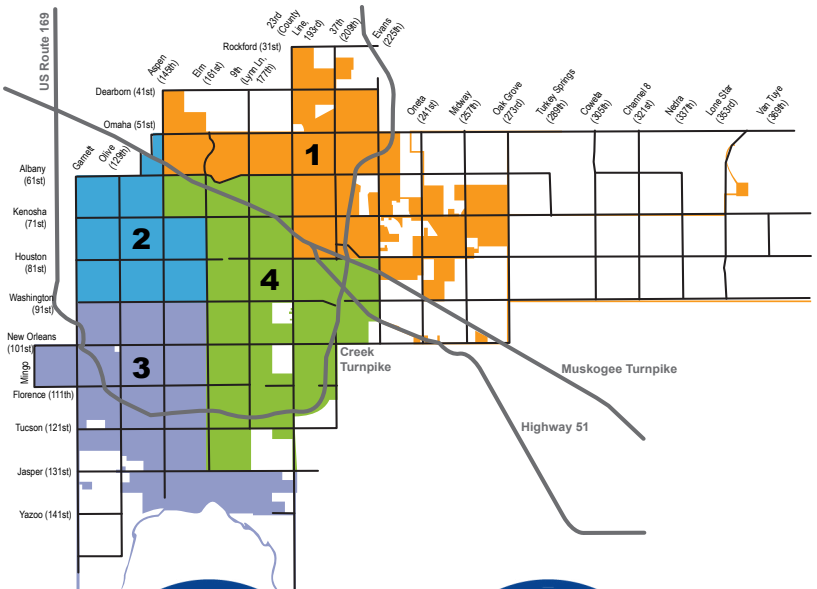 US Route 169
Aspen
(145th)
Elm
(161st)
9th
(Lynn Ln,
177th)
23rd
(County
Line,
193rd)
37th
(209th)
Evans
(225th)
Rockford (31st)
Dearborn (41st)
Omaha (51st)
Garnett
Olive
(129th)
Oneta
(241st)
Midway
(257th)
Oak Grove
(273rd)
Turkey Springs
(289th)
Coweta
(305th)
Channel 8
(321st)
Nedra
(337th)
Lone Star
(353rd)
Van Tuye
(369th)
Albany
(61st)
Kenosha
(71st)
Houston
(81st)
Washington
(91st)
New Orleans
(101st)
Mingo
Florence (111th)
Tucson (121st)
Jasper (131st)
Yazoo (141st)
1
2
4
3
Creek
Turnpike
Muskogee Turnpike
Highway 51